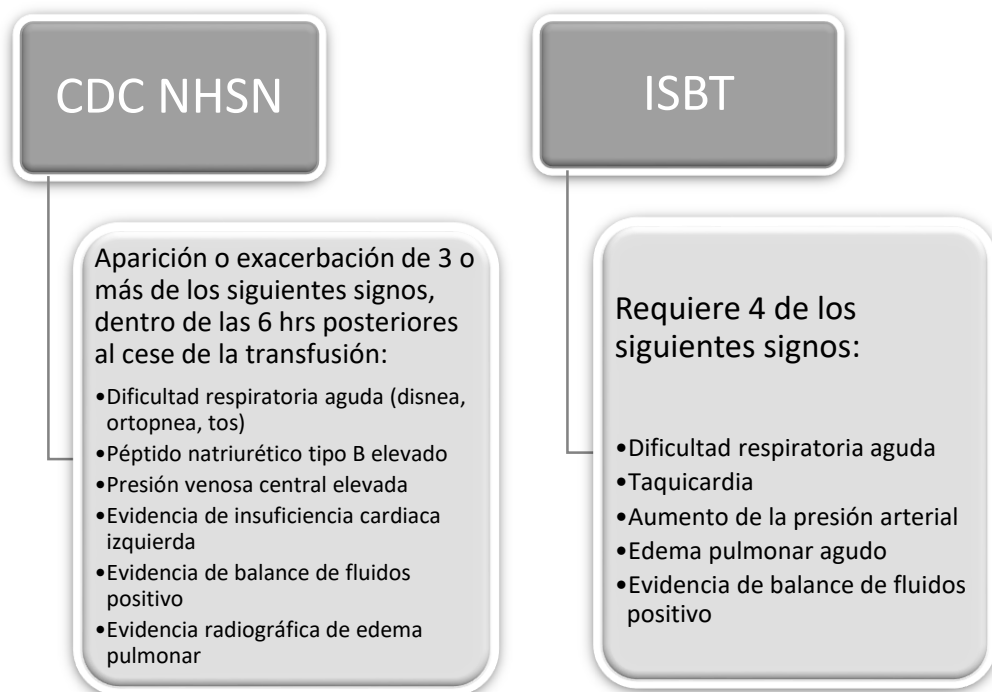 CDC NHSN
Aparición o exacerbación de 3 o
más de los siguientes signos,
dentro de las 6 hrs posteriores
al cese de la transfusión:
•Dificultad respiratoria aguda (disnea,
ortopnea, tos)
•Péptido natriurético tipo B elevado
•Presión venosa central elevada
•Evidencia de insuficiencia cardiaca
izquierda
•Evidencia de balance de fluidos
positivo
•Evidencia radiográfica de edema
pulmonar
ISBT
Requiere 4 de los
siguientes signos:
•Dificultad respiratoria aguda
•Taquicardia
•Aumento de la presión arterial
•Edema pulmonar agudo
•Evidencia de balance de fluidos
positivo